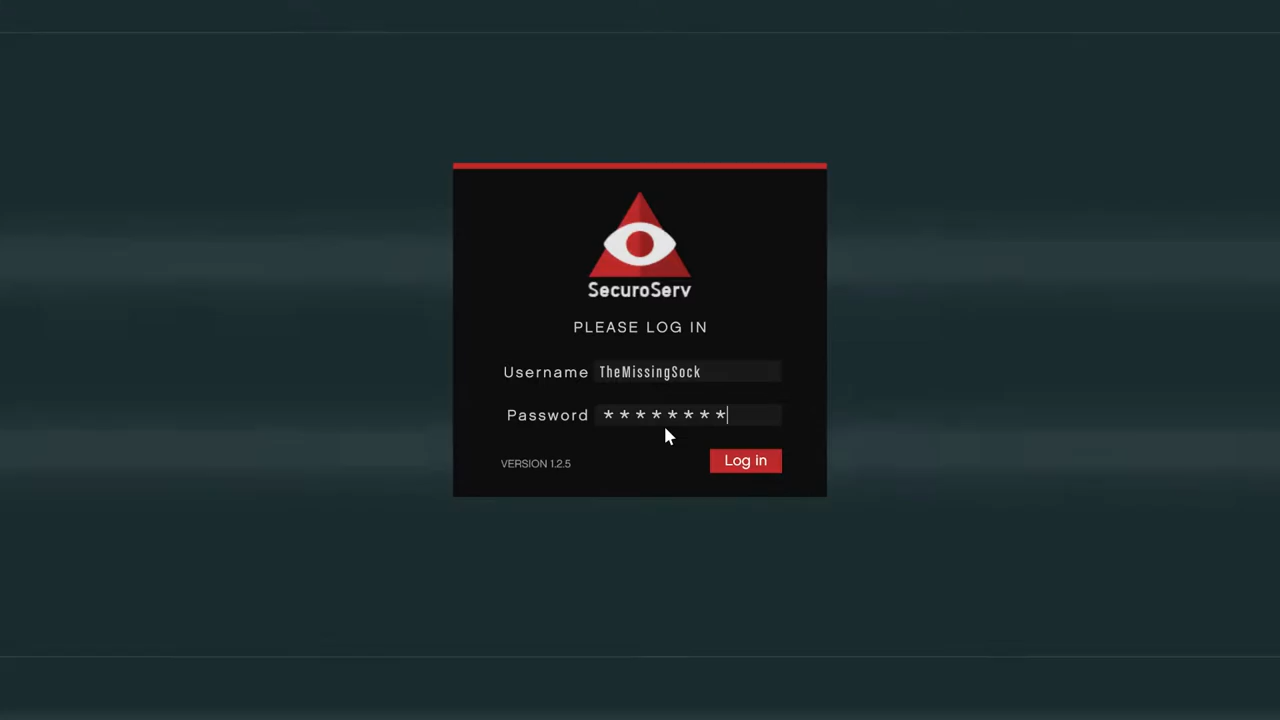 SecuroServ
PLEASE LOG IN
Username TheMissingSock
Password ********
VERSION 1.2.5 Log in